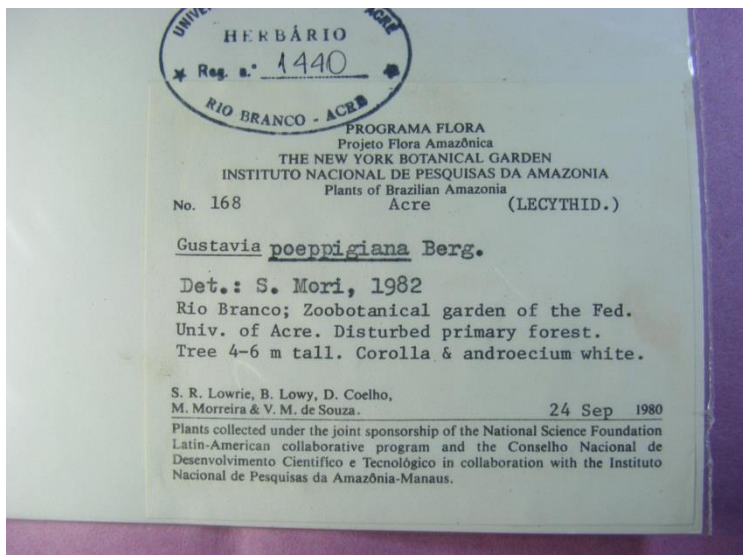 HERBÁRIO
Reg. n.° 1440
RIO BRANCO - ACRE
PROGRAMA FLORA
Projeto Flora Amazônica
THE NEW YORK BOTANICAL GARDEN
INSTITUTO NACIONAL DE PESQUISAS DA AMAZONIA
Plants of Brazilian Amazonia
No. 168 Acre (LECYTHID.)
Gustavia poeppigiana Berg.
Det.: S. Mori, 1982
Rio Branco; Zoobotanical garden of the Fed.
Univ. of Acre. Disturbed primary forest.
Tree 4-6 m tall. Corolla & androecium white.
S. R. Lowrie, B. Lowy, D. Coelho,
M. Morreira & V. M. de Souza. 24 Sep 1980
Plants collected under the joint sponsorship of the National Science Foundation
Latin-American collaborative program and the Conselho Nacional de
Desenvolvimento Científico e Tecnológico in collaboration with the Instituto
Nacional de Pesquisas da Amazônia-Manaus.